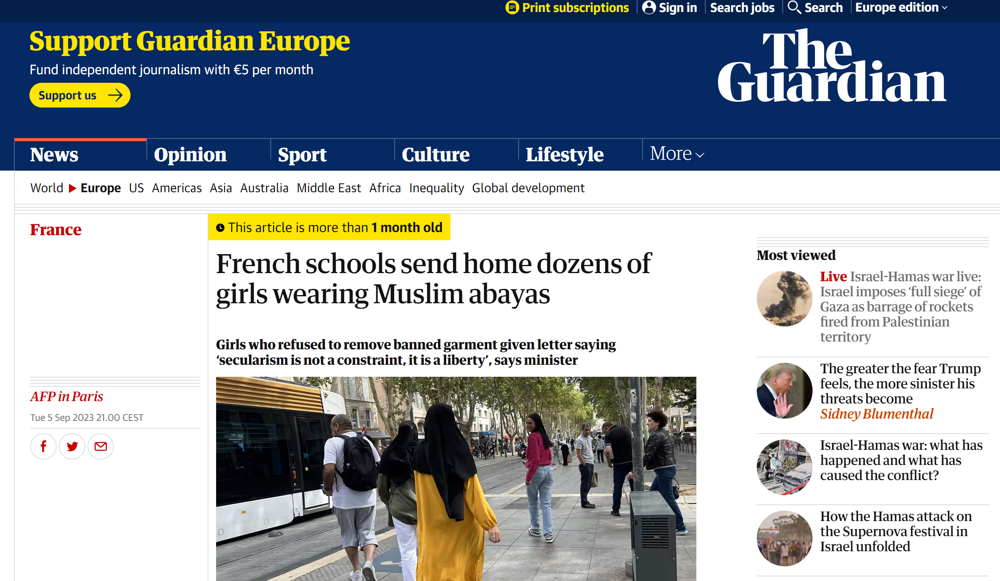 Print subscriptions
Sign in
Search jobs
Search
Europe edition
Support Guardian Europe
Fund independent journalism with €5 per month
Support us
The
Guardian
News
Opinion
Sport
Culture
Lifestyle
More
World
Europe
US
Americas
Asia
Australia
Middle East
Africa
Inequality
Global development
France
This article is more than 1 month old
French schools send home dozens of
girls wearing Muslim abayas
Girls who refused to remove banned garment given letter saying
‘secularism is not a constraint, it is a liberty’, says minister
AFP in Paris
Tue 5 Sep 2023 21.00 CEST
Most viewed
Live Israel-Hamas war live:
Israel imposes ‘full siege’ of
Gaza as barrage of rockets
fired from Palestinian
territory
The greater the fear Trump
feels, the more sinister his
threats become
Sidney Blumenthal
Israel-Hamas war: what has
happened and what has
caused the conflict?
How the Hamas attack on
the Supernova festival in
Israel unfolded